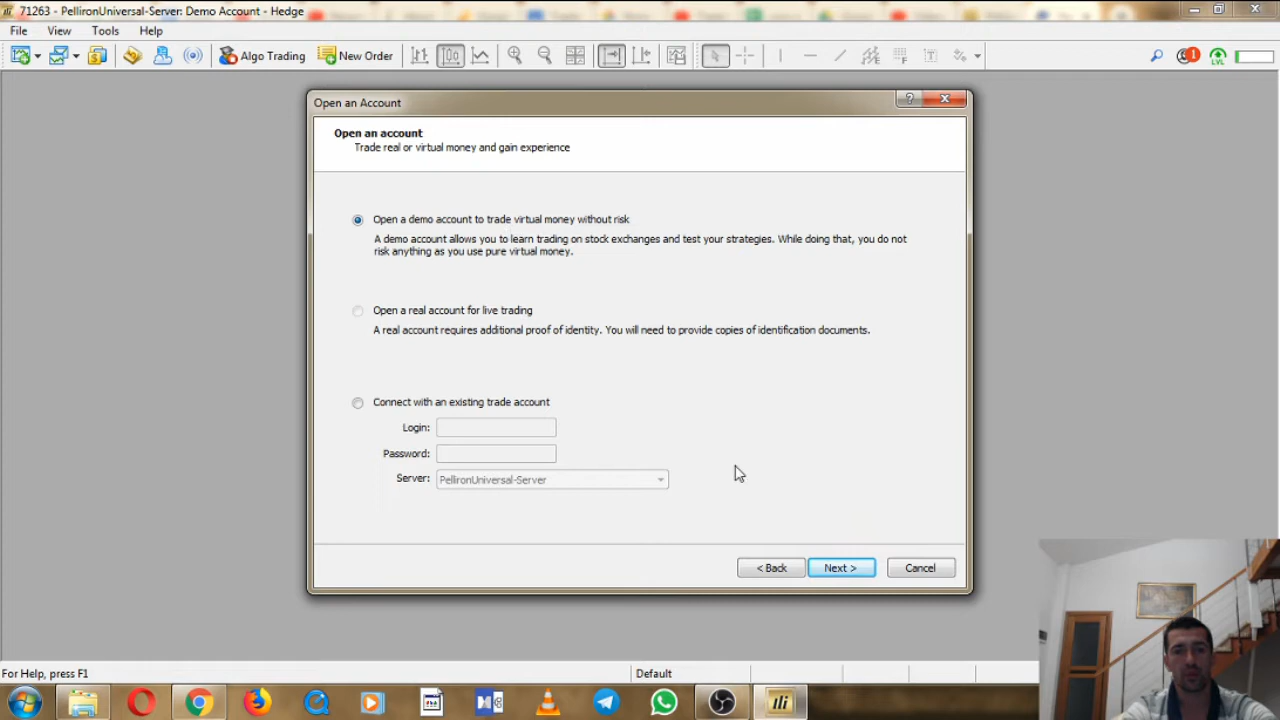 71263 - PellironUniversal-Server: Demo Account - Hedge
File View Tools Help
Algo Trading New Order 1 LVL
Open an Account
Open an account
Trade real or virtual money and gain experience
Open a demo account to trade virtual money without risk
A demo account allows you to learn trading on stock exchanges and test your strategies. While doing that, you do not
risk anything as you use pure virtual money.
Open a real account for live trading
A real account requires additional proof of identity. You will need to provide copies of identification documents.
Connect with an existing trade account
Login:
Password:
Server: PellironUniversal-Server
< Back Next > Cancel
For Help, press F1 Default